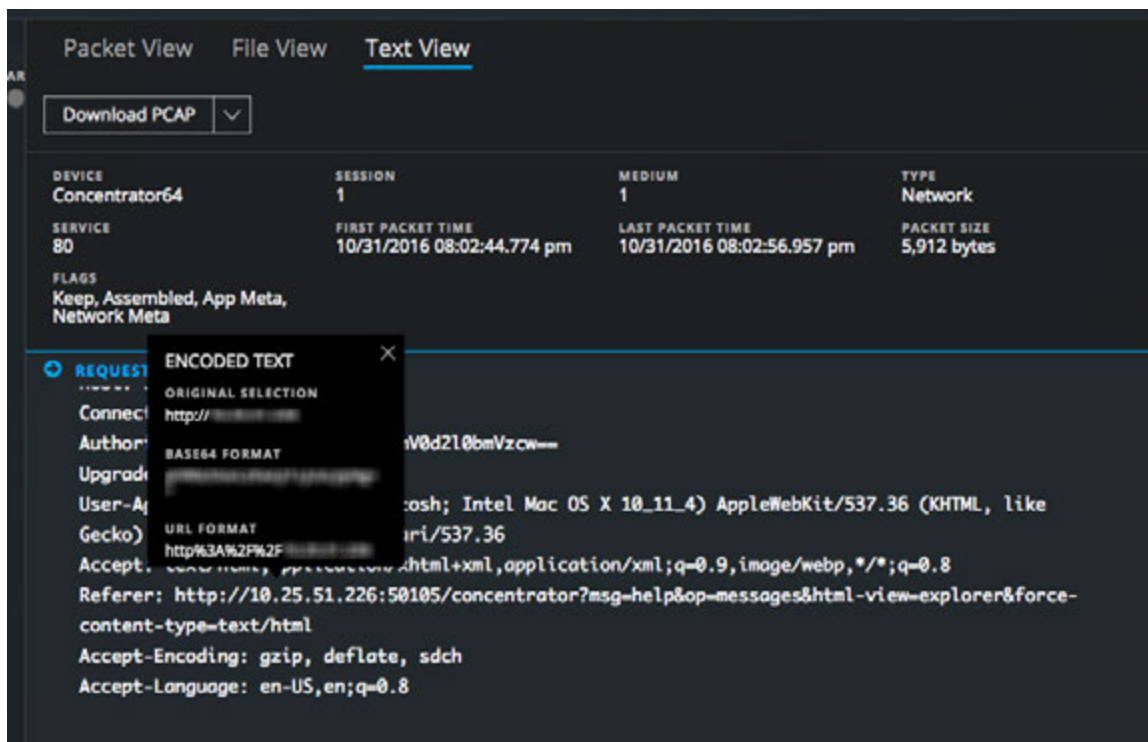 AR
Packet View File View Text View
Download PCAP
DEVICE SESSION MEDIUM TYPE
Concentrator64 1 1 Network
SERVICE FIRST PACKET TIME LAST PACKET TIME PACKET SIZE
80 10/31/2016 08:02:44.774 pm 10/31/2016 08:02:56.957 pm 5,912 bytes
FLAGS
Keep, Assembled, App Meta,
Network Meta
REQUEST
ENCODED TEXT
ORIGINAL SELECTION
http://
BASE64 FORMAT
URL FORMAT
http%3A%2F%2F
Connect
Author nV0d2l0bmVzcw==
Upgrade
User-Ag tosh; Intel Mac OS X 10_11_4) AppleWebKit/537.36 (KHTML, like
Gecko) ari/537.36
Accept: text/html, application/xhtml+xml,application/xml;q=0.9,image/webp,*/*;q=0.8
Referer: http://10.25.51.226:50105/concentrator?msg=help&op=messages&html-view=explorer&force-
content-type=text/html
Accept-Encoding: gzip, deflate, sdch
Accept-Language: en-US,en;q=0.8